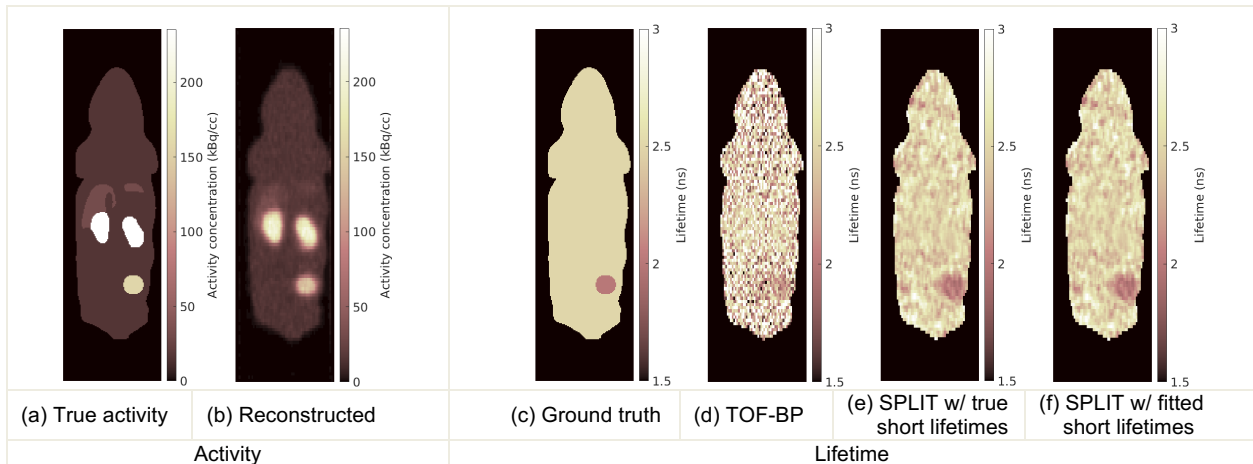 200
150
100
50
0
Activity concentration (kBq/cc)
200
150
100
50
0
Activity concentration (kBq/cc)
3
2.5
2
1.5
Lifetime (ns)
3
2.5
2
1.5
Lifetime (ns)
3
2.5
2
1.5
Lifetime (ns)
3
2.5
2
1.5
Lifetime (ns)
(a) True activity
(b) Reconstructed
(c) Ground truth
(d) TOF-BP
(e) SPLIT w/ true
short lifetimes
(f) SPLIT w/ fitted
short lifetimes
Activity
Lifetime